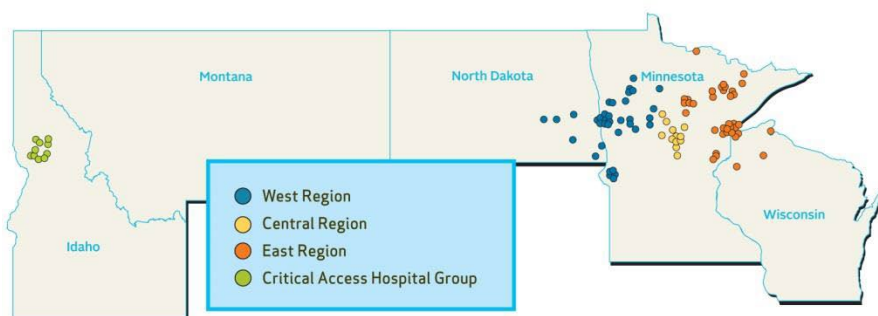 Montana
North Dakota
Minnesota
Idaho
Wisconsin
West Region
Central Region
East Region
Critical Access Hospital Group